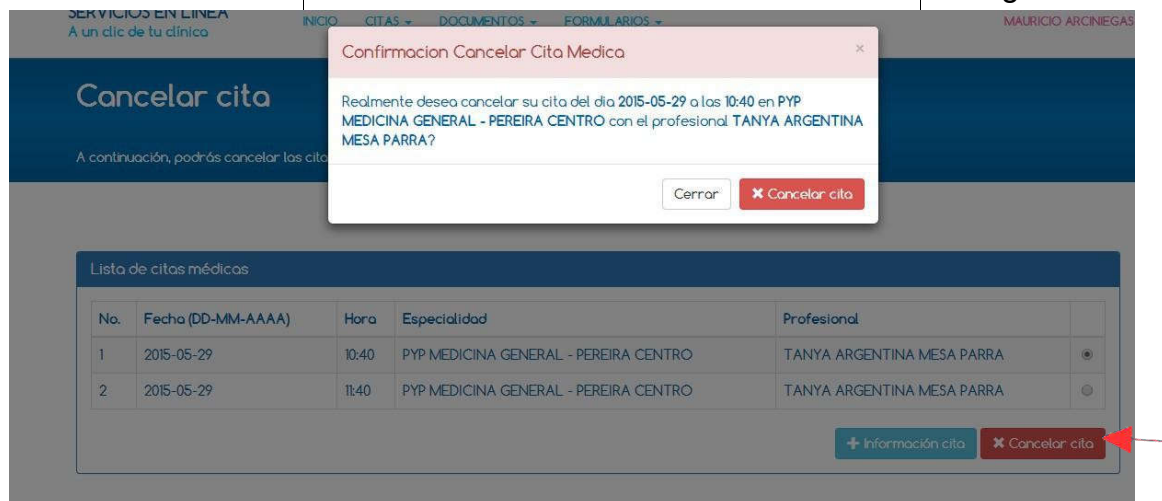 SERVICIOS EN LINEA
A un clic de tu clínica
INICIO CITAS DOCUMENTOS FORMULARIOS
MAURICIO ARCINIEGAS
Confirmacion Cancelar Cita Medica ×
Cancelar cita
Realmente desea cancelar su cita del dia 2015-05-29 a las 10:40 en PYP
MEDICINA GENERAL - PEREIRA CENTRO con el profesional TANYA ARGENTINA
MESA PARRA?
A continuación, podrás cancelar las cita
Cerrar
Cancelar cita
Lista de citas médicas
No. Fecha (DD-MM-AAAA) Hora Especialidad Profesional
1 2015-05-29 10:40 PYP MEDICINA GENERAL - PEREIRA CENTRO TANYA ARGENTINA MESA PARRA
2 2015-05-29 11:40 PYP MEDICINA GENERAL - PEREIRA CENTRO TANYA ARGENTINA MESA PARRA
Información cita
Cancelar cita